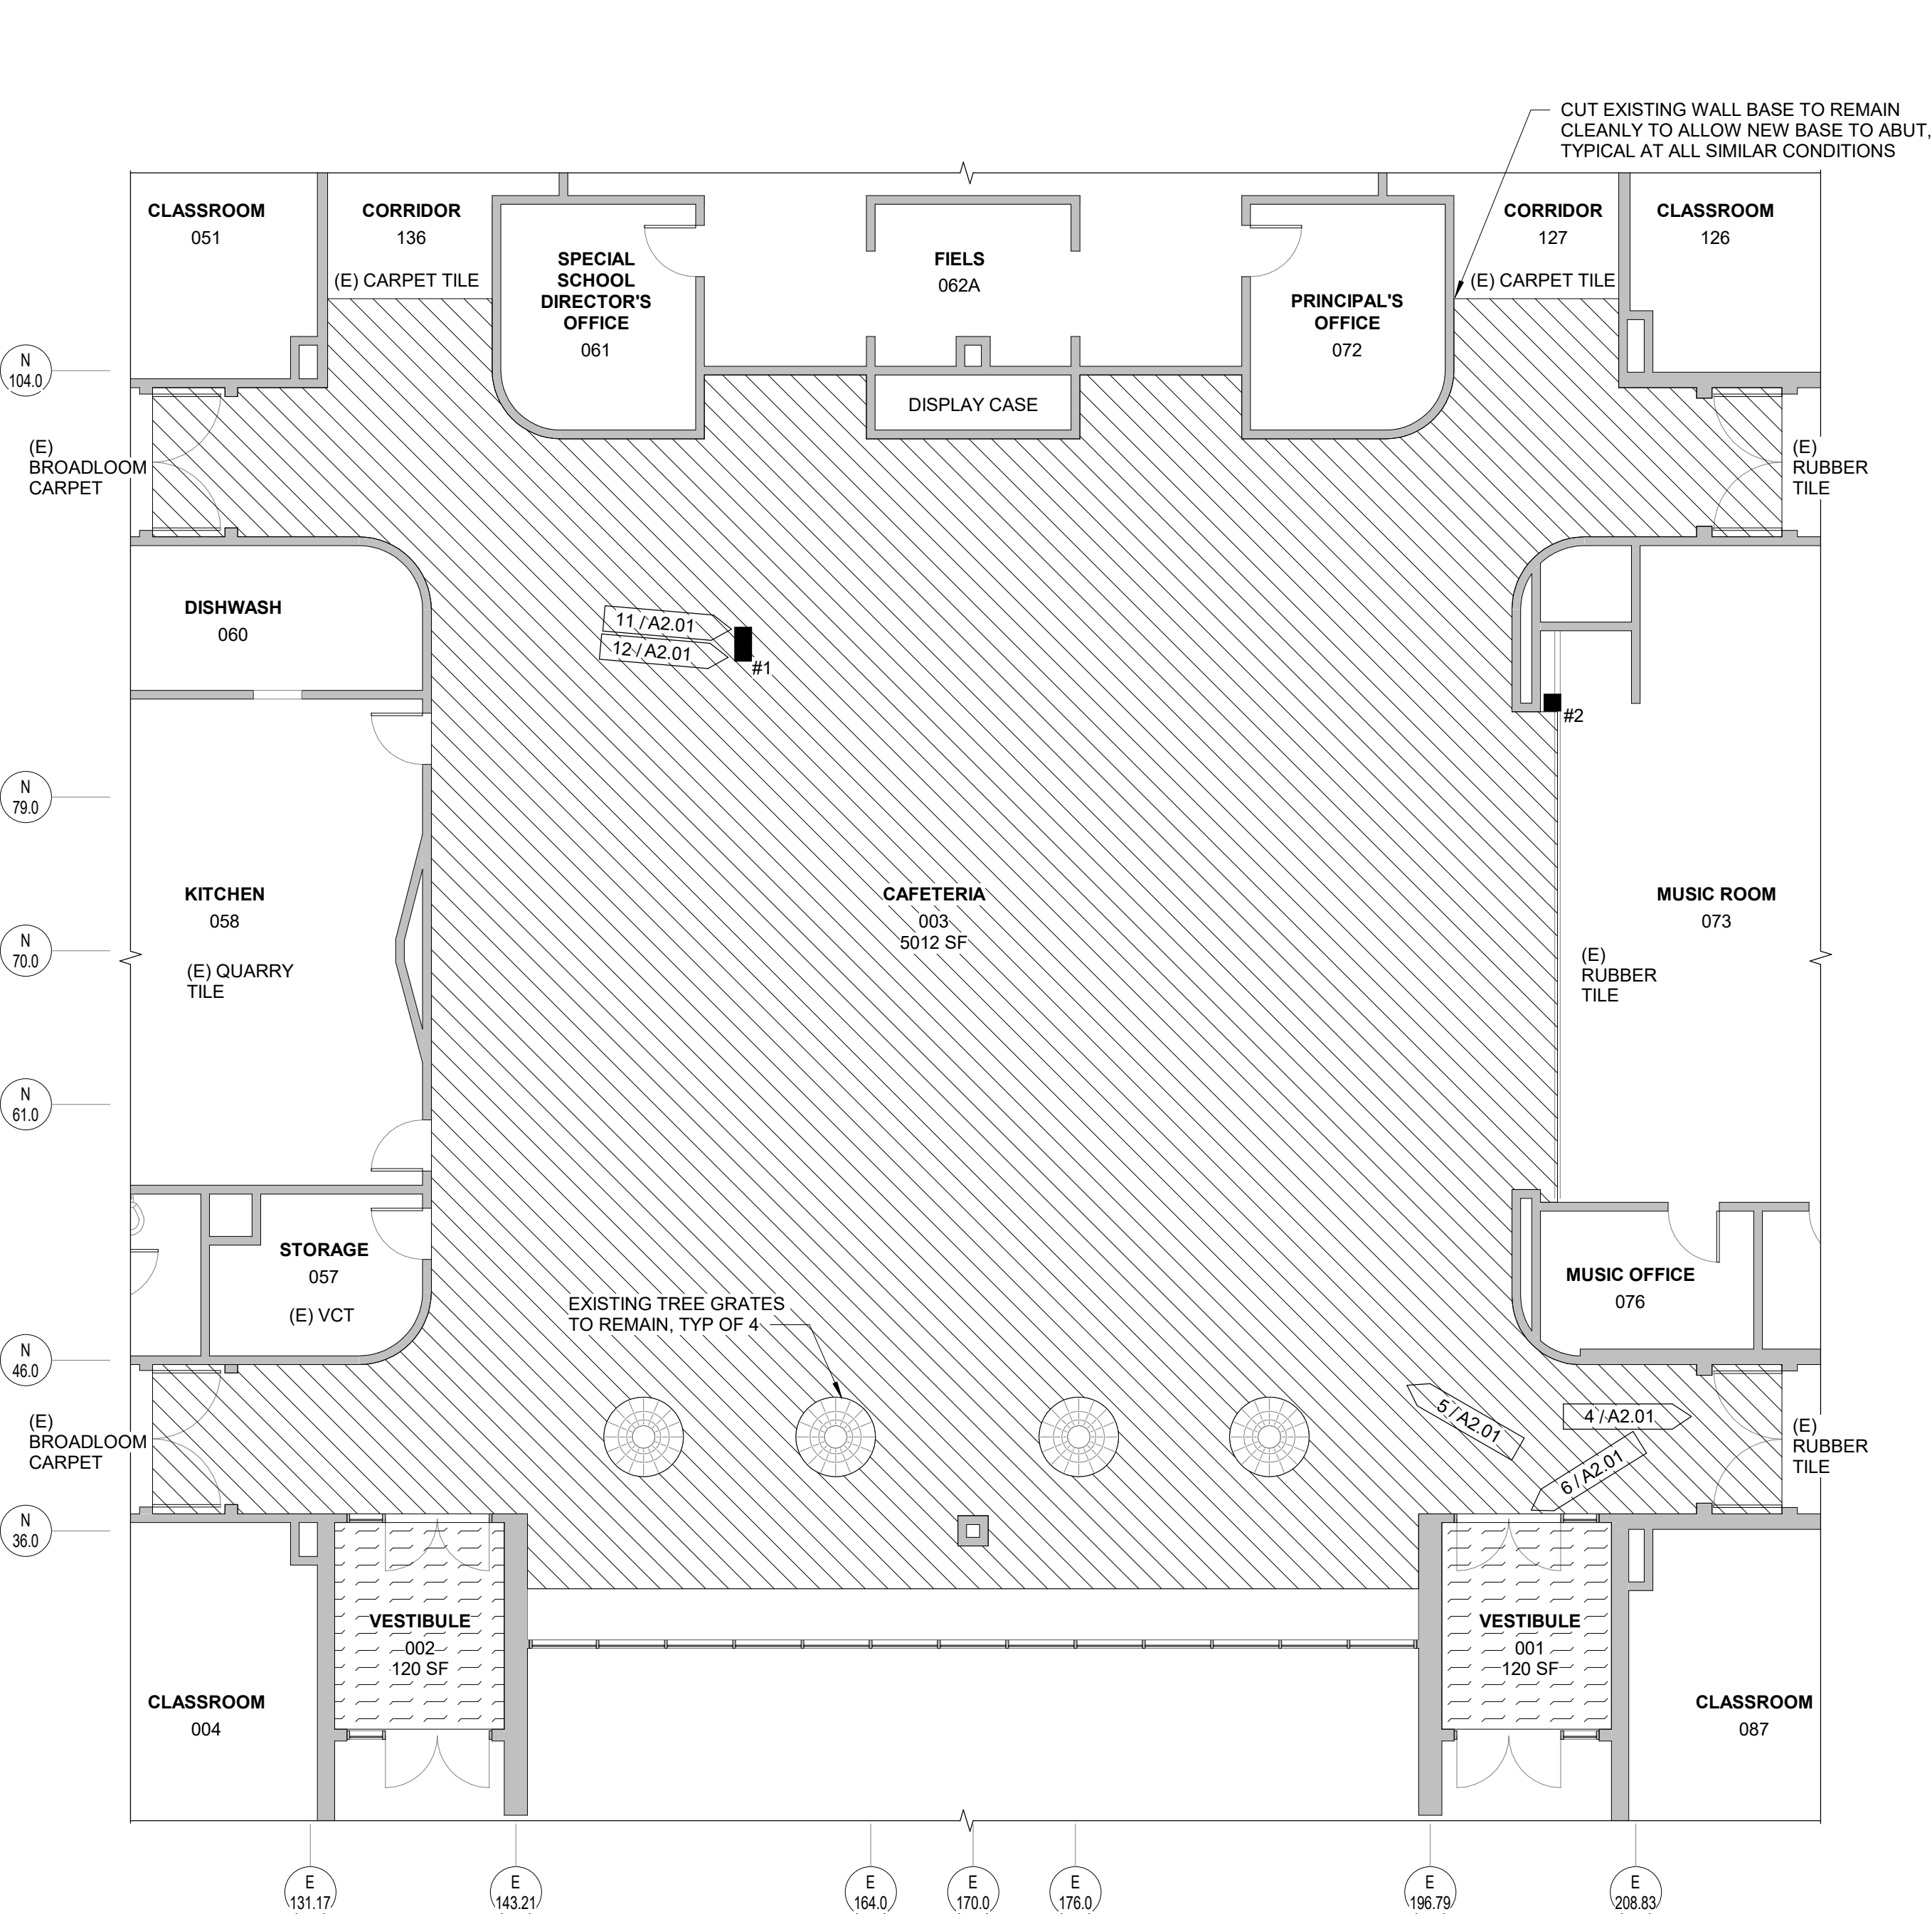 CUT EXISTING WALL BASE TO REMAIN
CLEANLY TO ALLOW NEW BASE TO ABUT,
TYPICAL AT ALL SIMILAR CONDITIONS
CLASSROOM
051
CORRIDOR
136
(E) CARPET TILE
SPECIAL
SCHOOL
DIRECTOR'S
OFFICE
061
FIELS
062A
PRINCIPAL'S
OFFICE
072
CORRIDOR
127
(E) CARPET TILE
CLASSROOM
126
N
104.0
DISPLAY CASE
(E)
BROADLOOM
CARPET
(E)
RUBBER
TILE
DISHWASH
060
11 / A2.01
12 / A2.01
#1
#2
N
79.0
KITCHEN
058
(E) QUARRY
TILE
CAFETERIA
003
5012 SF
MUSIC ROOM
073
(E)
RUBBER
TILE
N
70.0
N
61.0
STORAGE
057
(E) VCT
EXISTING TREE GRATES
TO REMAIN, TYP OF 4
MUSIC OFFICE
076
N
46.0
(E)
BROADLOOM
CARPET
5 / A2.01
4 / A2.01
6 / A2.01
(E)
RUBBER
TILE
N
36.0
VESTIBULE
002
120 SF
VESTIBULE
001
120 SF
CLASSROOM
004
CLASSROOM
087
E
131.17
E
143.21
E
164.0
E
170.0
E
176.0
E
196.79
E
208.83